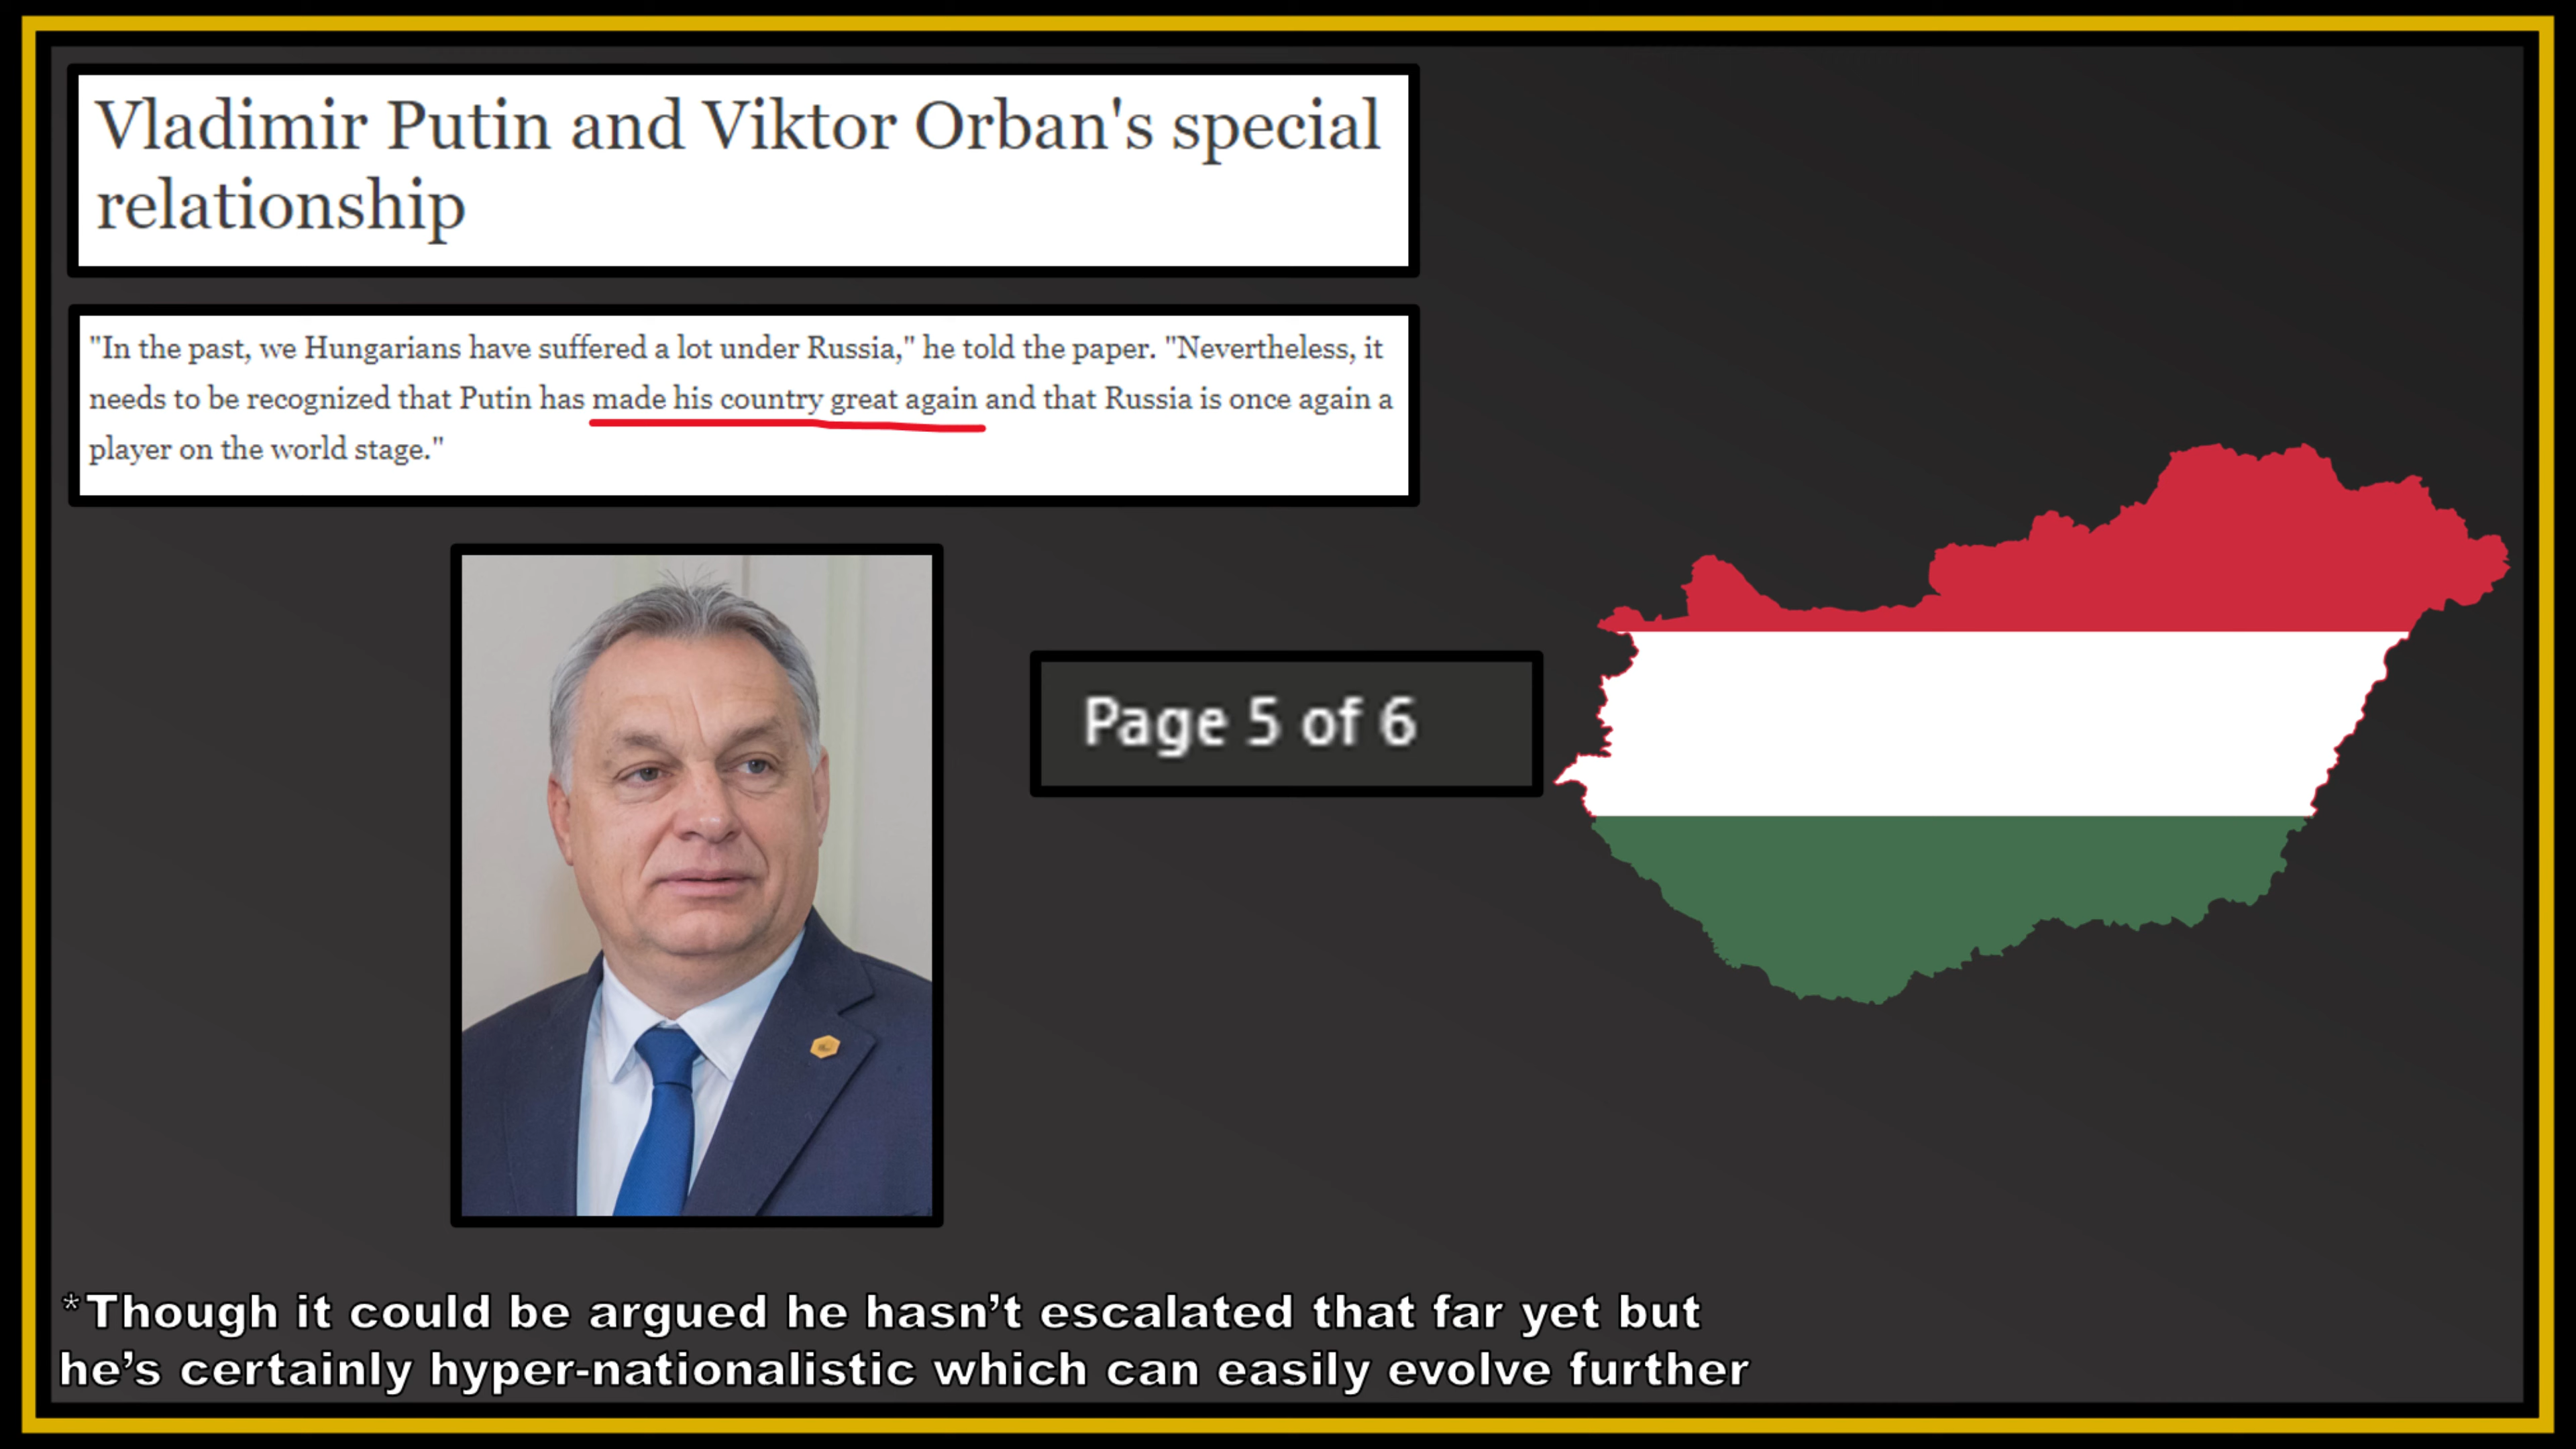 Vladimir Putin and Viktor Orban's special
relationship
"In the past, we Hungarians have suffered a lot under Russia," he told the paper. "Nevertheless, it
needs to be recognized that Putin has made his country great again and that Russia is once again a
player on the world stage."
Page 5 of 6
*Though it could be argued he hasn’t escalated that far yet but
he’s certainly hyper-nationalistic which can easily evolve further